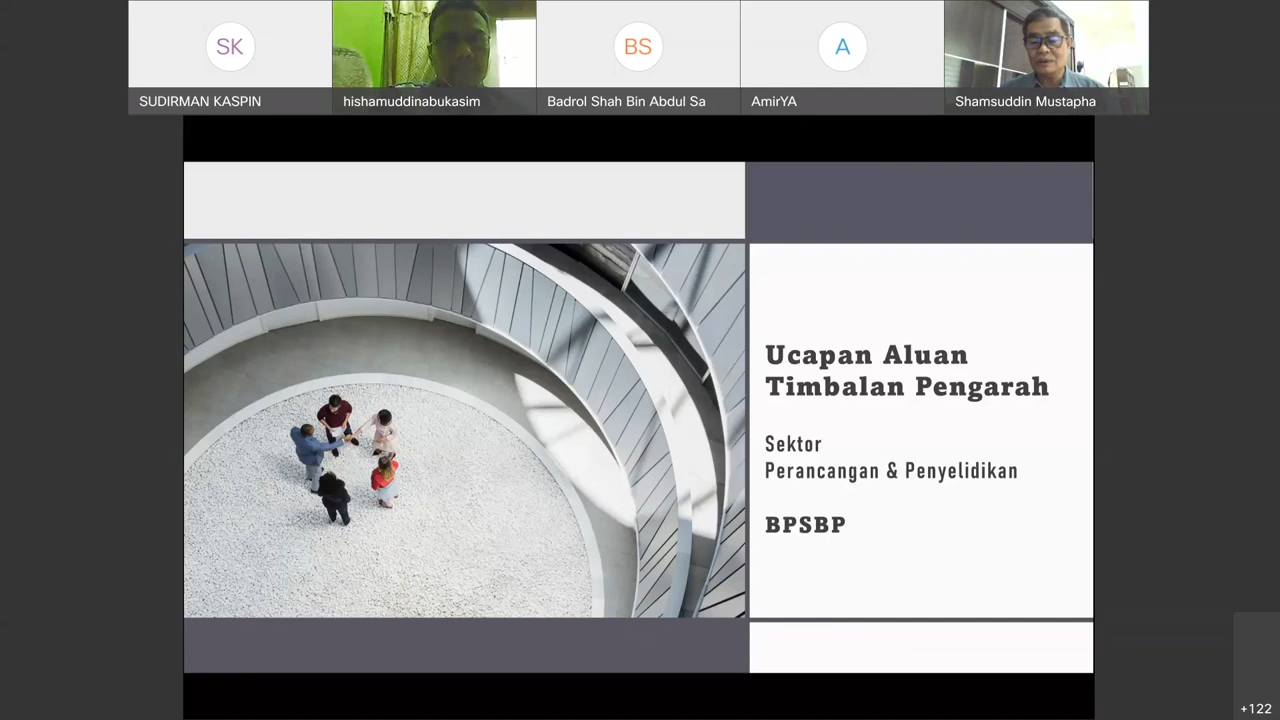 SK
BS
A
SUDIRMAN KASPIN
hishamuddinabukasim
Badrol Shah Bin Abdul Sa
AmirYA
Shamsuddin Mustapha
Ucapan Aluan
Timbalan Pengarah
Sektor
Perancangan & Penyelidikan
BPSBP
+122